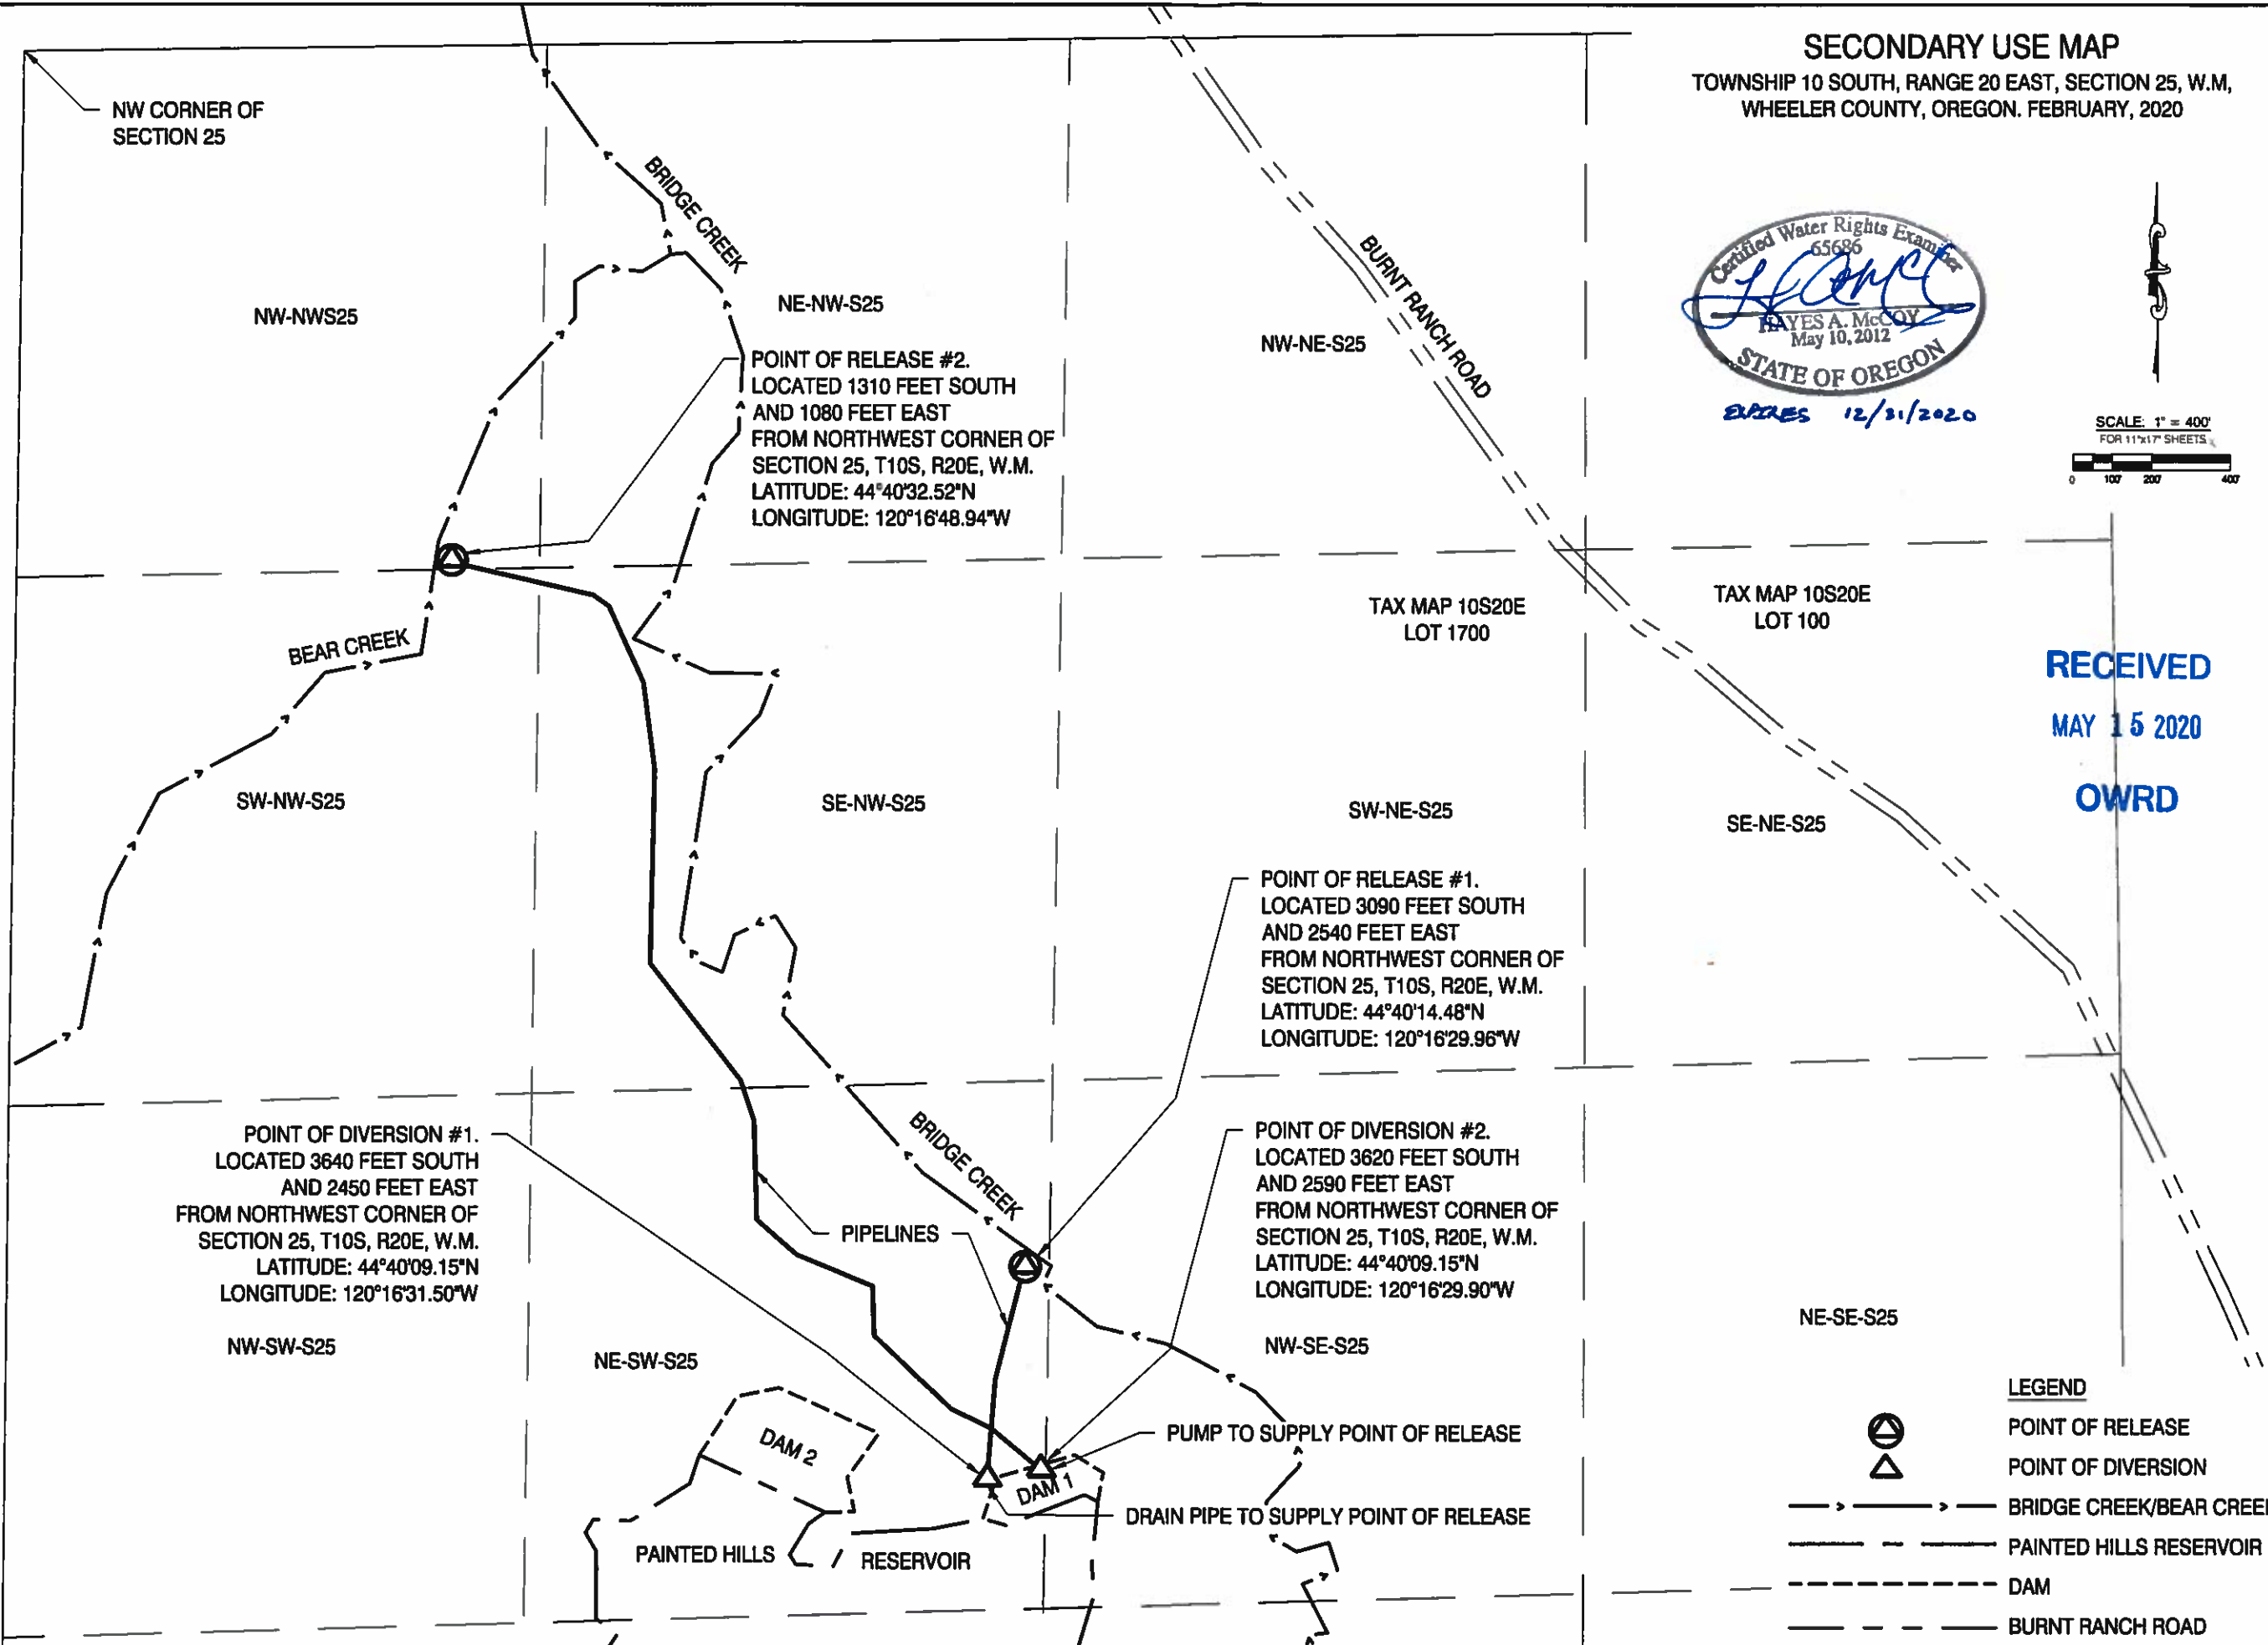 SECONDARY USE MAP
TOWNSHIP 10 SOUTH, RANGE 20 EAST, SECTION 25, W.M,
WHEELER COUNTY, OREGON. FEBRUARY, 2020
NW CORNER OF
SECTION 25
BRIDGE CREEK
BURNT RANCH ROAD
Certified Water Rights Examiner
65686
HAYES A. McCOY
May 10, 2012
STATE OF OREGON
EXPIRES 12/31/2020
SCALE: 1" = 400'
FOR 11"x17" SHEETS
0 100' 200' 400'
NW-NWS25
NE-NW-S25
NW-NE-S25
POINT OF RELEASE #2.
LOCATED 1310 FEET SOUTH
AND 1080 FEET EAST
FROM NORTHWEST CORNER OF
SECTION 25, T10S, R20E, W.M.
LATITUDE: 44°40'32.52"N
LONGITUDE: 120°16'48.94"W
BEAR CREEK
TAX MAP 10S20E
LOT 1700
TAX MAP 10S20E
LOT 100
RECEIVED
MAY 15 2020
OWRD
SW-NW-S25
SE-NW-S25
SW-NE-S25
SE-NE-S25
POINT OF RELEASE #1.
LOCATED 3090 FEET SOUTH
AND 2540 FEET EAST
FROM NORTHWEST CORNER OF
SECTION 25, T10S, R20E, W.M.
LATITUDE: 44°40'14.48"N
LONGITUDE: 120°16'29.96"W
POINT OF DIVERSION #1.
LOCATED 3640 FEET SOUTH
AND 2450 FEET EAST
FROM NORTHWEST CORNER OF
SECTION 25, T10S, R20E, W.M.
LATITUDE: 44°40'09.15"N
LONGITUDE: 120°16'31.50"W
BRIDGE CREEK
PIPELINES
POINT OF DIVERSION #2.
LOCATED 3620 FEET SOUTH
AND 2590 FEET EAST
FROM NORTHWEST CORNER OF
SECTION 25, T10S, R20E, W.M.
LATITUDE: 44°40'09.15"N
LONGITUDE: 120°16'29.90"W
NW-SW-S25
NE-SW-S25
NW-SE-S25
NE-SE-S25
DAM 2
DAM 1
PUMP TO SUPPLY POINT OF RELEASE
DRAIN PIPE TO SUPPLY POINT OF RELEASE
PAINTED HILLS RESERVOIR
LEGEND
POINT OF RELEASE
POINT OF DIVERSION
BRIDGE CREEK/BEAR CREE
PAINTED HILLS RESERVOIR
DAM
BURNT RANCH ROAD